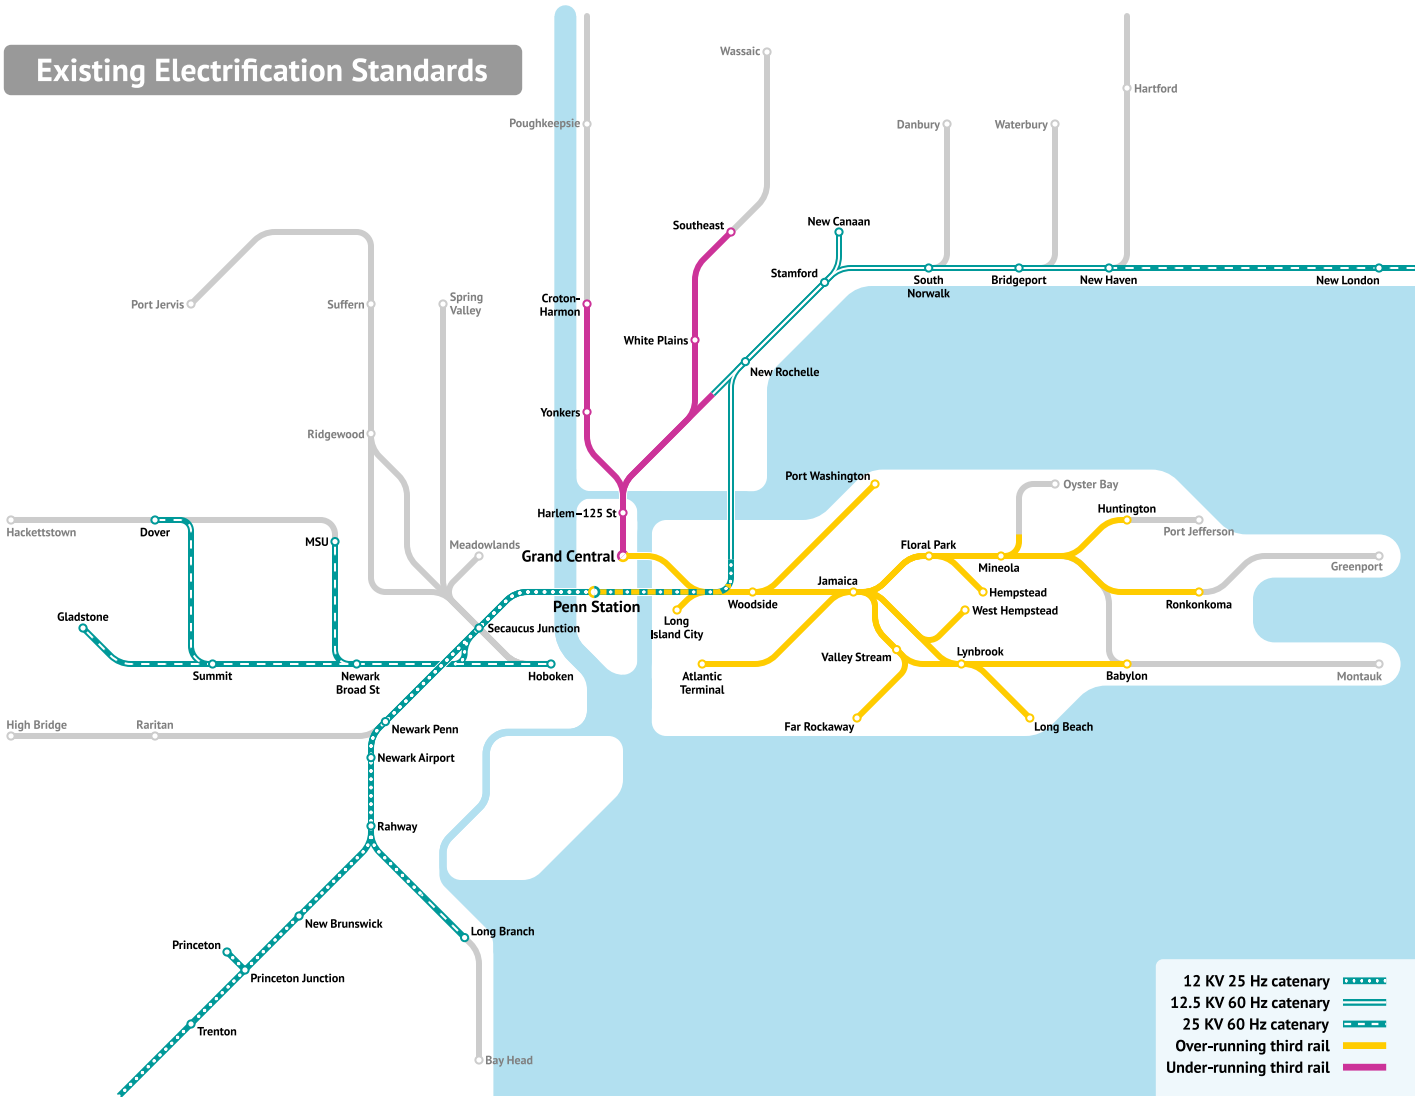 Existing Electrification Standards
Wassaic
Hartford
Poughkeepsie
Danbury
Waterbury
Southeast
New Canaan
Stamford
South
Norwalk
Bridgeport
New Haven
New London
Port Jervis
Suffern
Spring
Valley
Croton-
Harmon
White Plains
New Rochelle
Yonkers
Ridgewood
Port Washington
Oyster Bay
Huntington
Port Jefferson
Hackettstown
Dover
MSU
Meadowlands
Harlem–125 St
Grand Central
Floral Park
Mineola
Greenport
Jamaica
Hempstead
Ronkonkoma
Penn Station
Woodside
West Hempstead
Gladstone
Secaucus Junction
Long
Island City
Valley Stream
Lynbrook
Summit
Newark
Broad St
Hoboken
Atlantic
Terminal
Babylon
Montauk
High Bridge
Raritan
Newark Penn
Far Rockaway
Long Beach
Newark Airport
Rahway
New Brunswick
Long Branch
Princeton
Princeton Junction
Trenton
Bay Head
12 KV 25 Hz catenary
12.5 KV 60 Hz catenary
25 KV 60 Hz catenary
Over-running third rail
Under-running third rail